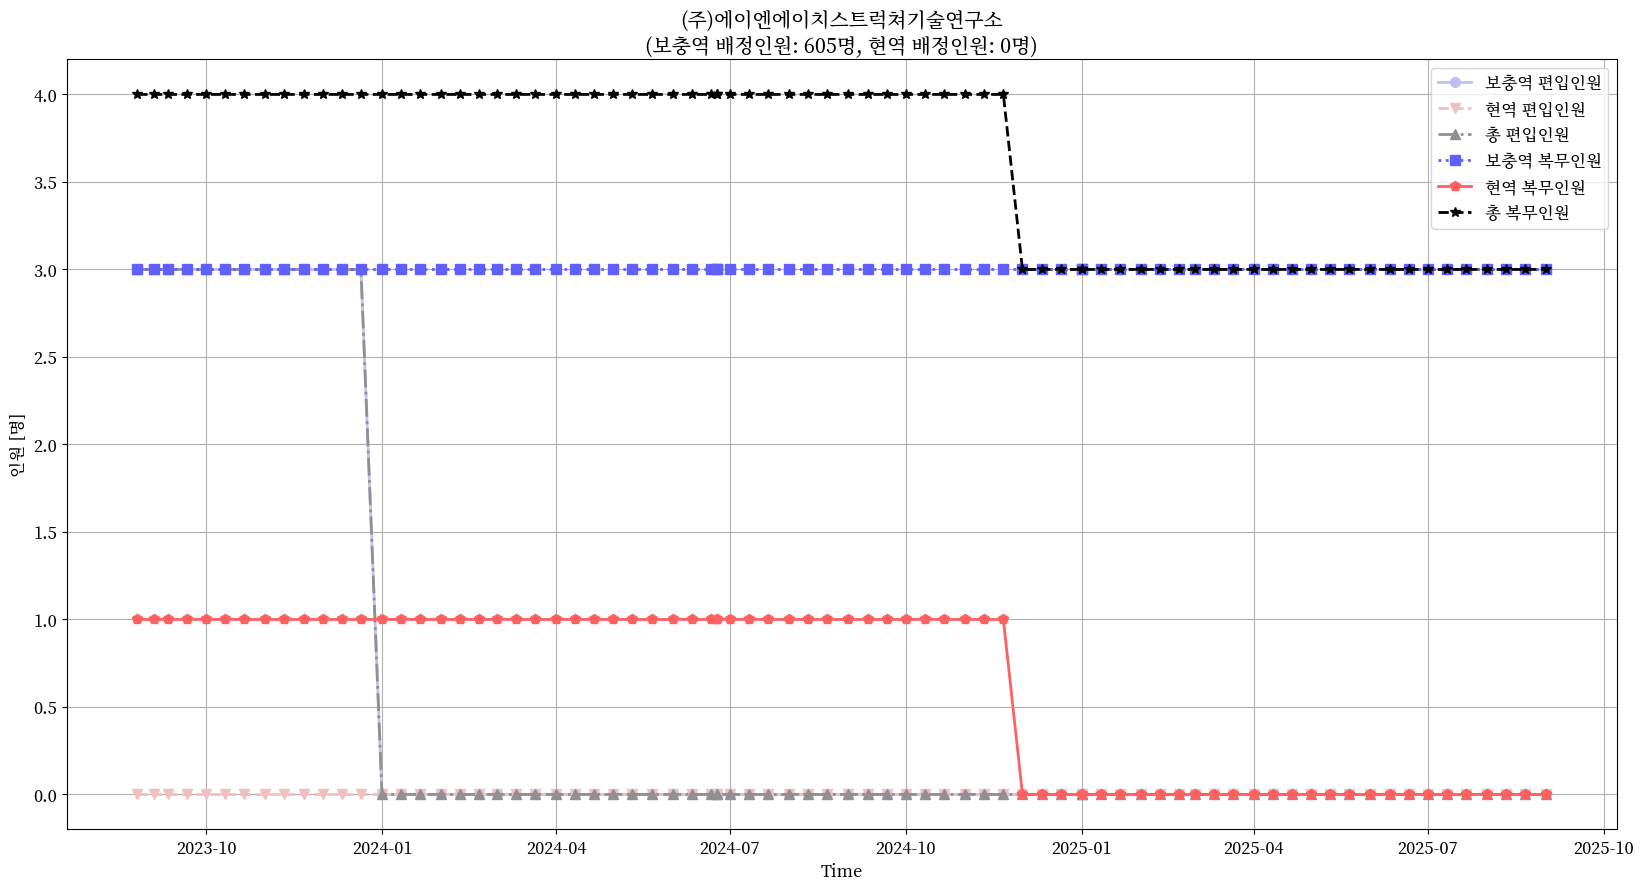 (주)에이엔에이치스트럭쳐기술연구소
(보충역 배정인원: 605명, 현역 배정인원: 0명)
보충역 편입인원
현역 편입인원
총 편입인원
보충역 복무인원
현역 복무인원
총 복무인원
4.0
3.5
3.0
2.5
2.0
1.5
1.0
0.5
0.0
인원 [명]
2023-10
2024-01
2024-04
2024-07
2024-10
2025-01
2025-04
2025-07
2025-10
Time